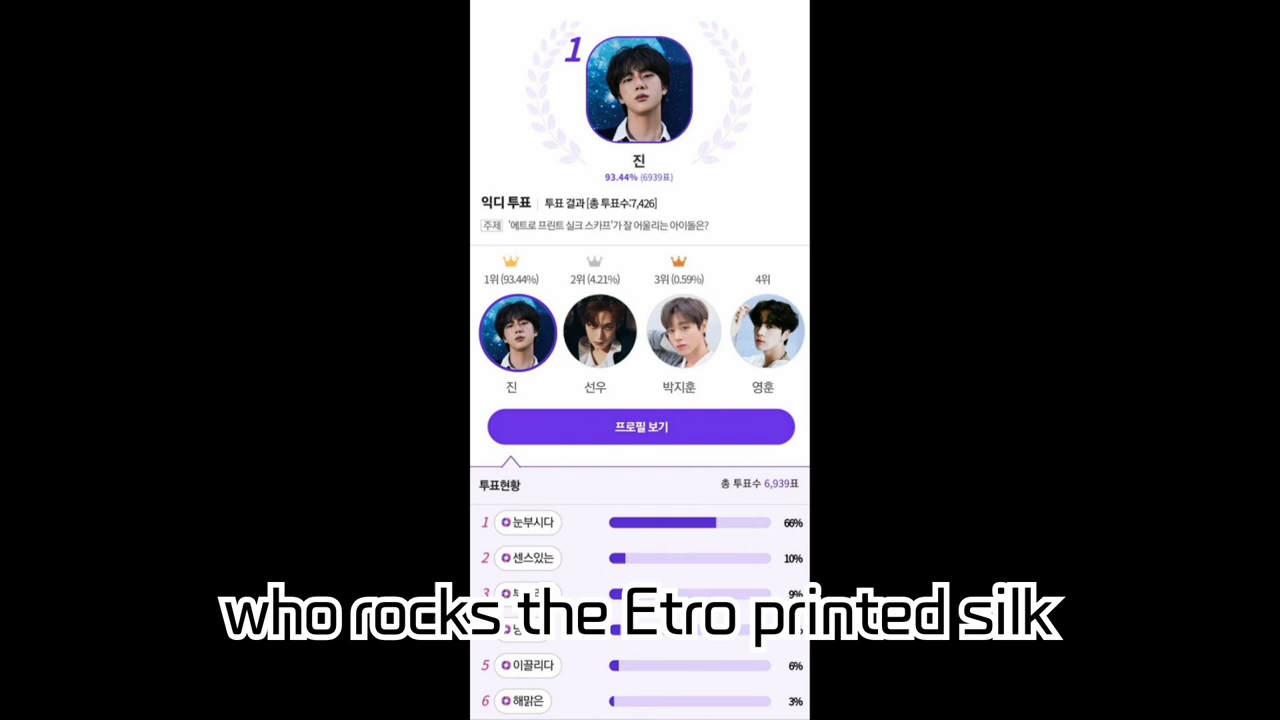 1
진
93.44% (6939표)
익디 투표 투표 결과 [총 투표수:7,426]
주제 '에트로 프린트 실크 스카프'가 잘 어울리는 아이돌은?
1위 (93.44%) 2위 (4.21%) 3위 (0.59%) 4위
진 선우 박지훈 영훈
프로필 보기
투표현황 총 투표수 6,939표
1 눈부시다 66%
2 센스있는 10%
3 9%
who rocks the Etro printed silk
5 이끌리다 6%
6 해맑은 3%